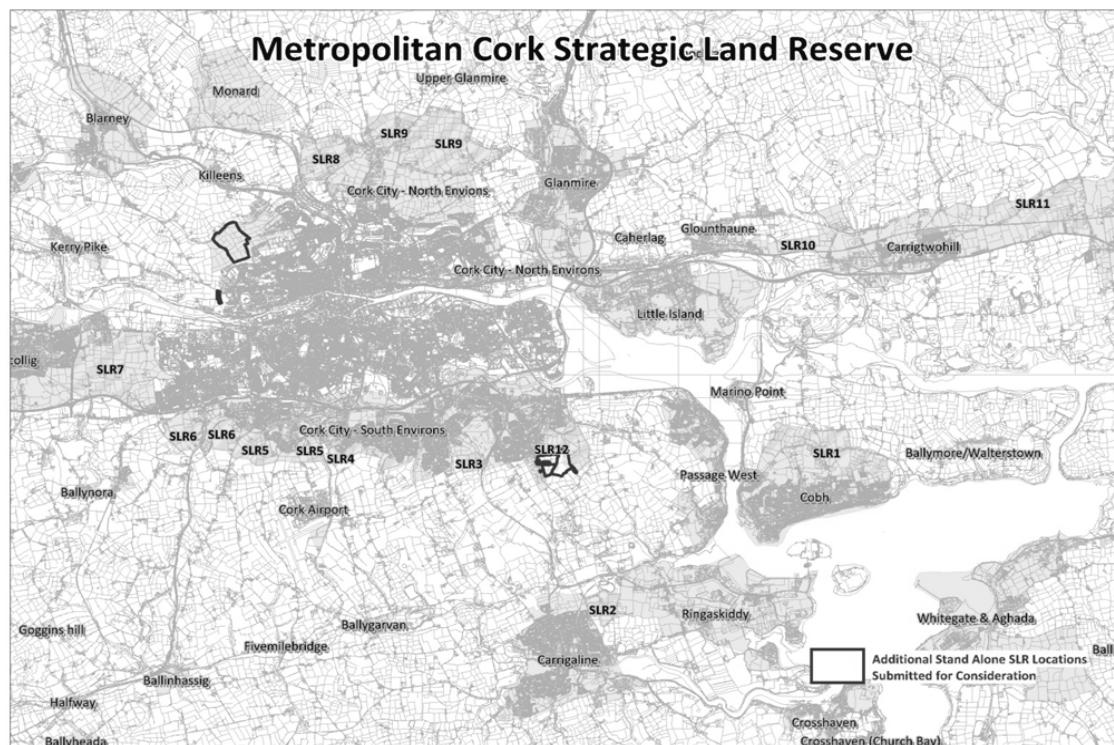 Metropolitan Cork Strategic Land Reserve
Upper Glanmire
Monard
Blarney
SLR9
SLR9
SLR8
Killeens
Cork City - North Envions
Glanmire
SLR11
Kerry Pike
Caherlag
Glounthaune
SLR10
Carrigtwohill
Cork City - North Environs
Little Island
collig
SLR7
Marino Point
SLR6
SLR6
Cork City - South Environs
SLR5
SLR5
SLR4
SLR3
SLR12
SLR1
Ballymore/Walterstown
Passage West
Ballynora
Cobh
Cork Airport
SLR2
Ringaskiddy
Whitegate & Aghada
Goggins hill
Ballygarvan
Fivemilebridge
Ball
Carrigaline
Ballinhassig
Additional Stand Alone SLR Locations
Submitted for Consideration
Halfway
Crosshaven
Ballyheada
Crosshaven (Church Bay)